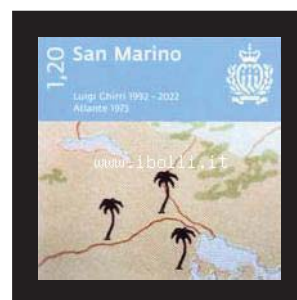 1,20
San Marino
Luigi Ghirri 1992 - 2022
Atlante 1973
www.ibolli.it